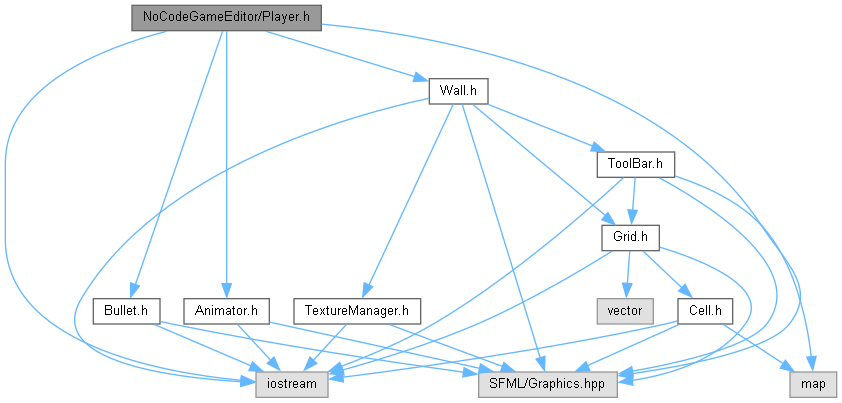 NoCodeGameEditor/Player.h
Wall.h
ToolBar.h
Grid.h
Bullet.h
Animator.h
TextureManager.h
vector
Cell.h
iostream
SFML/Graphics.hpp
map